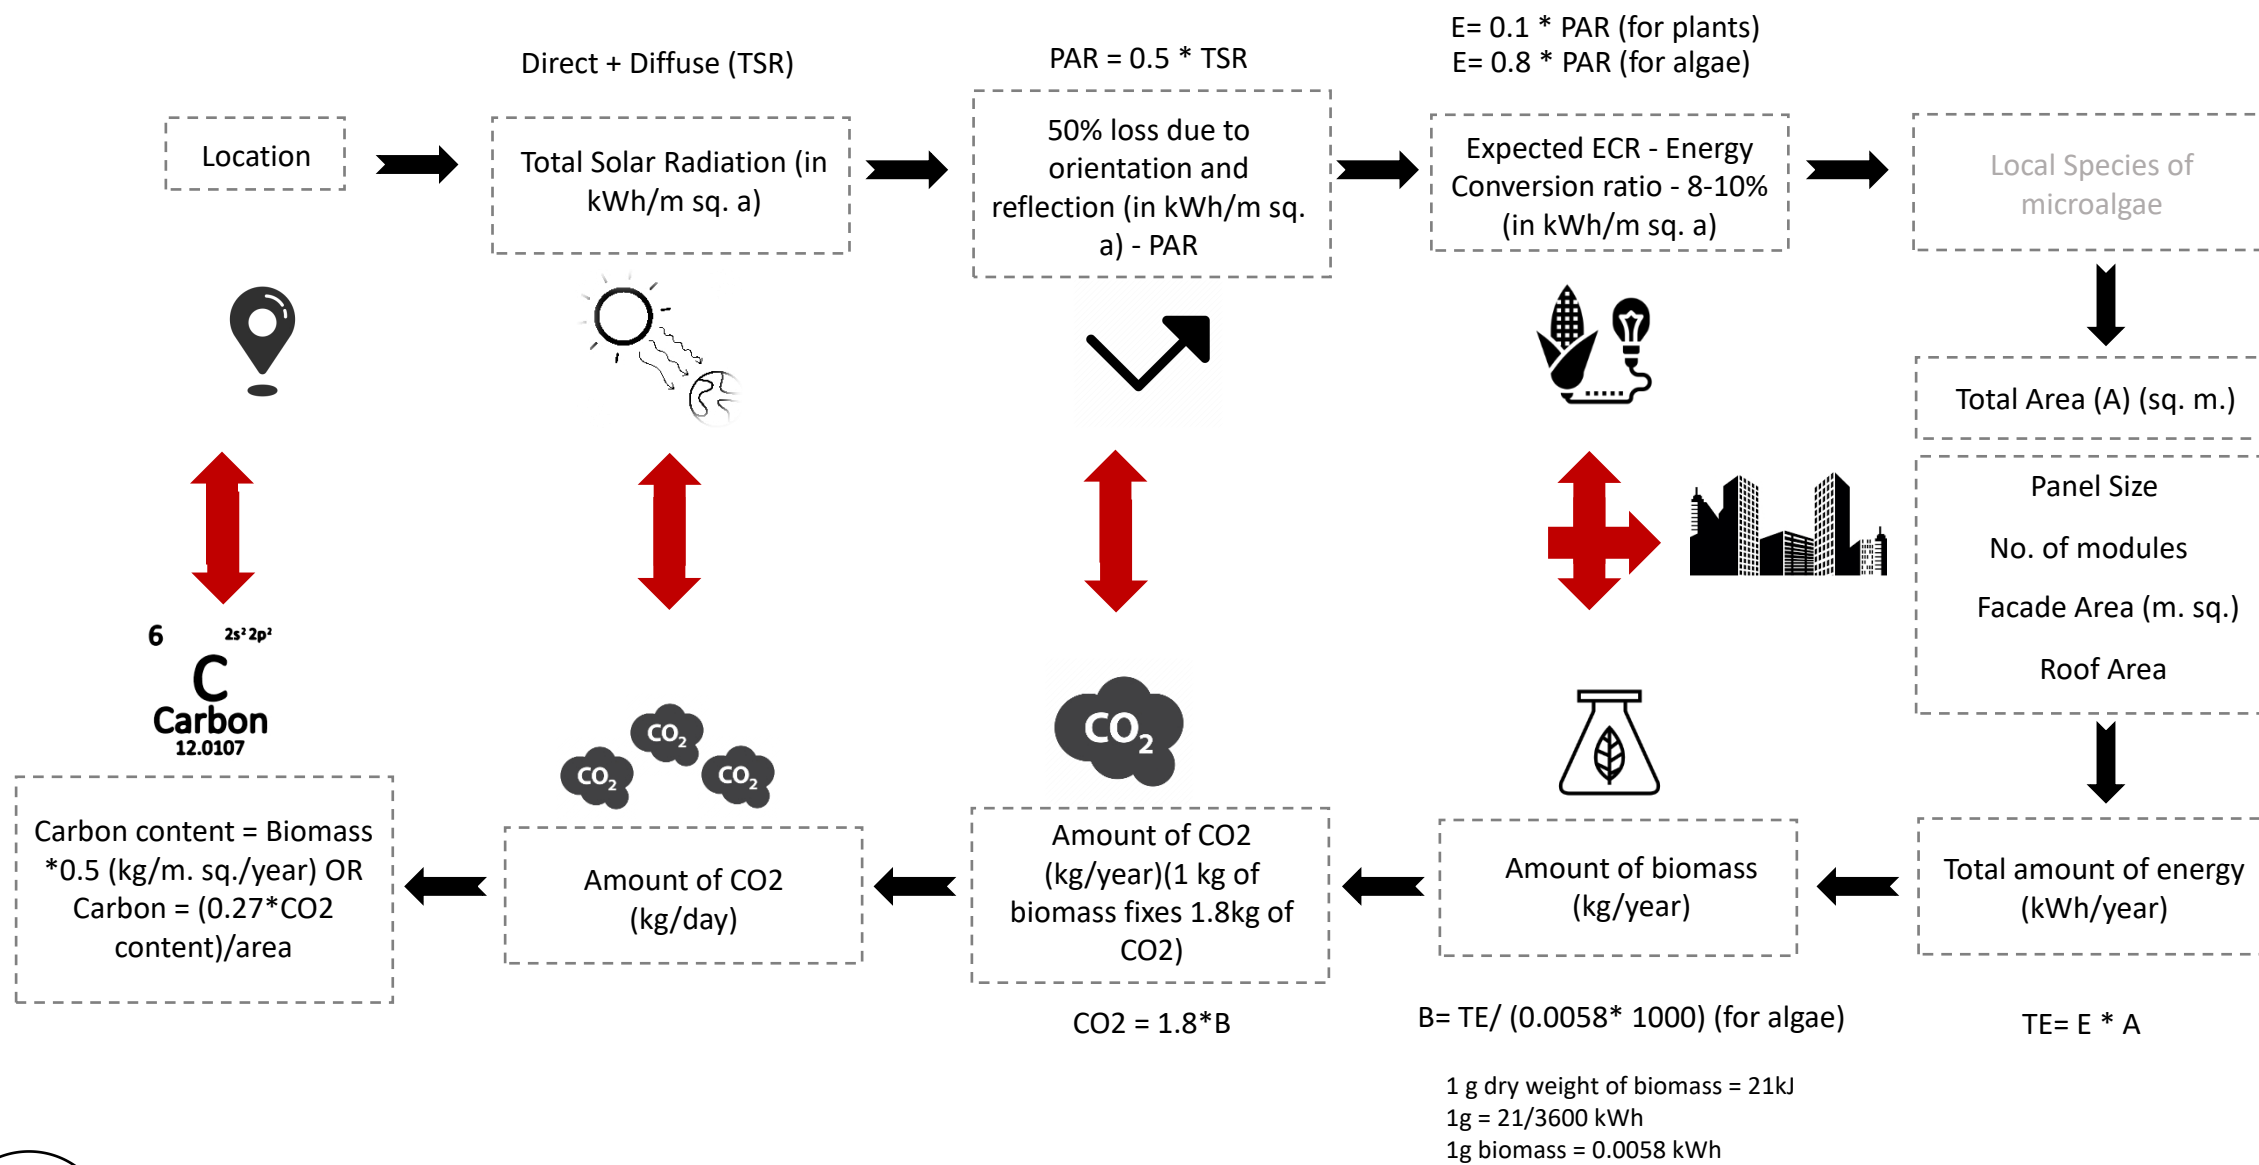 Direct + Diffuse (TSR)
PAR = 0.5 * TSR
E= 0.1 * PAR (for plants)
E= 0.8 * PAR (for algae)
Location
Total Solar Radiation (in
kWh/m sq. a)
50% loss due to
orientation and
reflection (in kWh/m sq.
a) - PAR
Expected ECR - Energy
Conversion ratio - 8-10%
(in kWh/m sq. a)
Local Species of
microalgae
Total Area (A) (sq. m.)
Panel Size
No. of modules
Facade Area (m. sq.)
Roof Area
6 2s² 2p²
C
Carbon
12.0107
CO₂
CO₂
CO₂
CO₂
Carbon content = Biomass
*0.5 (kg/m. sq./year) OR
Carbon = (0.27*CO2
content)/area
Amount of CO2
(kg/day)
Amount of CO2
(kg/year)(1 kg of
biomass fixes 1.8kg of
CO2)
Amount of biomass
(kg/year)
Total amount of energy
(kWh/year)
CO2 = 1.8*B
B= TE/ (0.0058* 1000) (for algae)
TE= E * A
1 g dry weight of biomass = 21kJ
1g = 21/3600 kWh
1g biomass = 0.0058 kWh